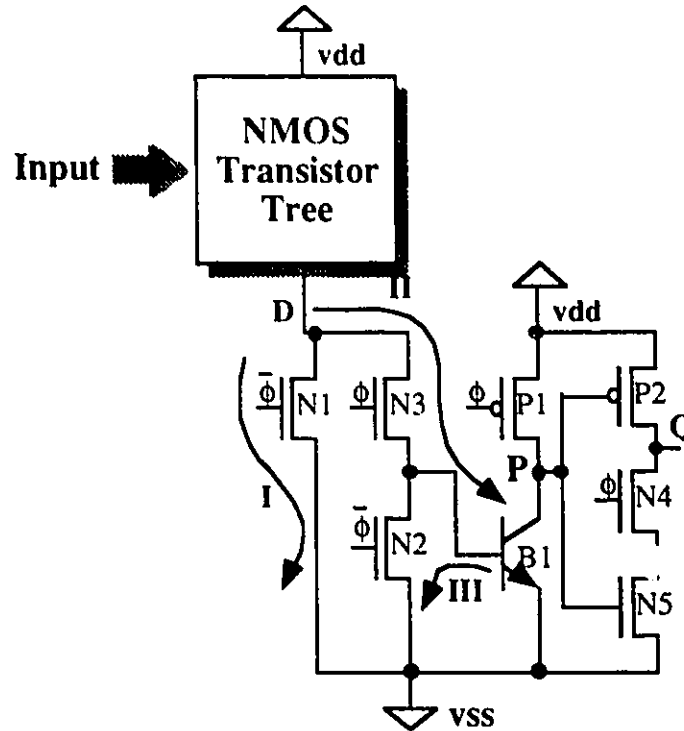 vdd
NMOS
Transistor
Tree
Input
II
D
vdd
φ̄
N1
φ
N3
φ
P1
P2
Q
P
φ
N4
I
φ̄
N2
III
B1
N5
vss